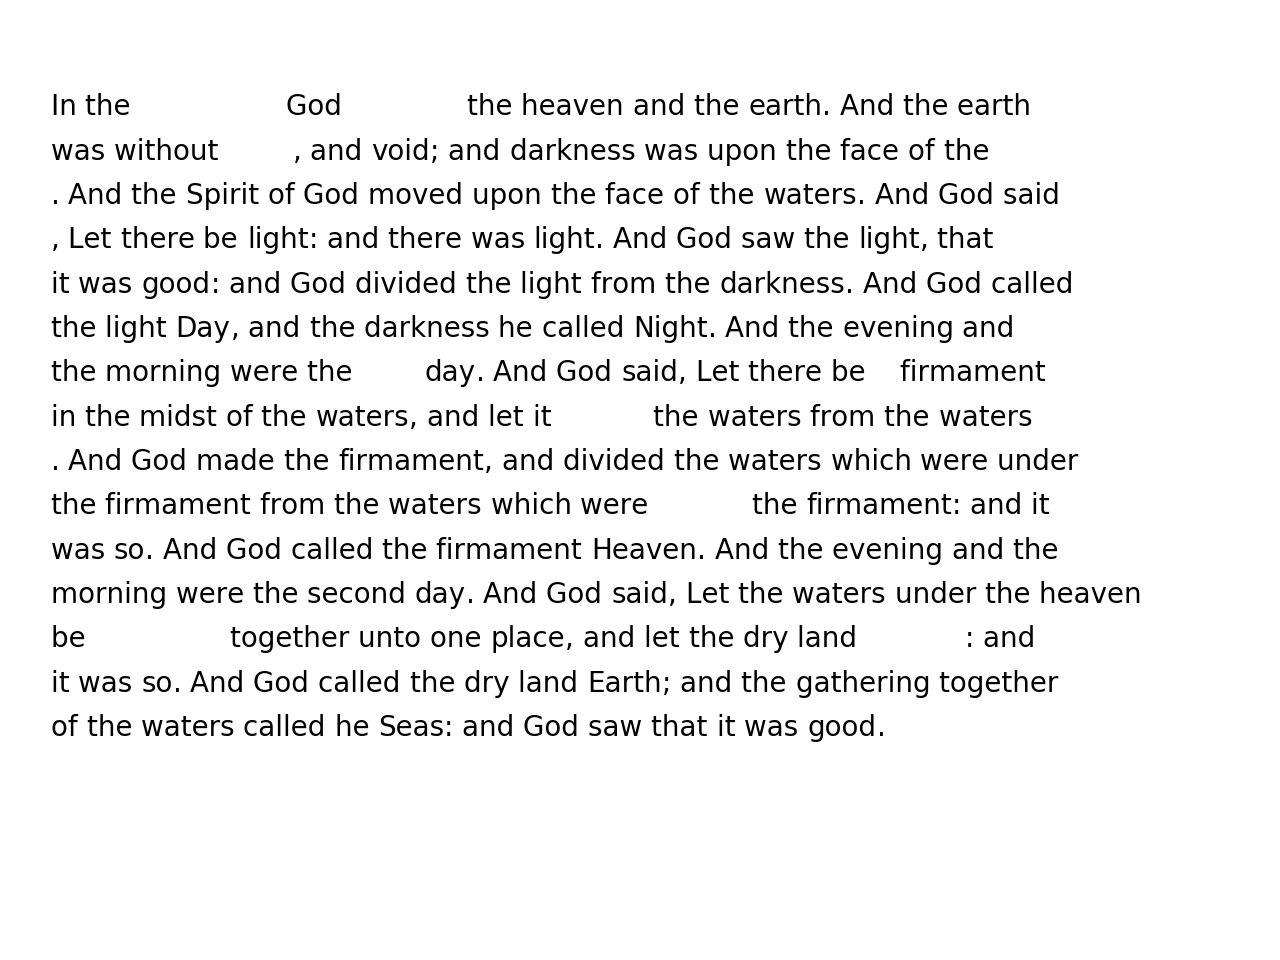 In the God the heaven and the earth. And the earth
was without , and void; and darkness was upon the face of the
. And the Spirit of God moved upon the face of the waters. And God said
, Let there be light: and there was light. And God saw the light, that
it was good: and God divided the light from the darkness. And God called
the light Day, and the darkness he called Night. And the evening and
the morning were the day. And God said, Let there be firmament
in the midst of the waters, and let it the waters from the waters
. And God made the firmament, and divided the waters which were under
the firmament from the waters which were the firmament: and it
was so. And God called the firmament Heaven. And the evening and the
morning were the second day. And God said, Let the waters under the heaven
be together unto one place, and let the dry land : and
it was so. And God called the dry land Earth; and the gathering together
of the waters called he Seas: and God saw that it was good.